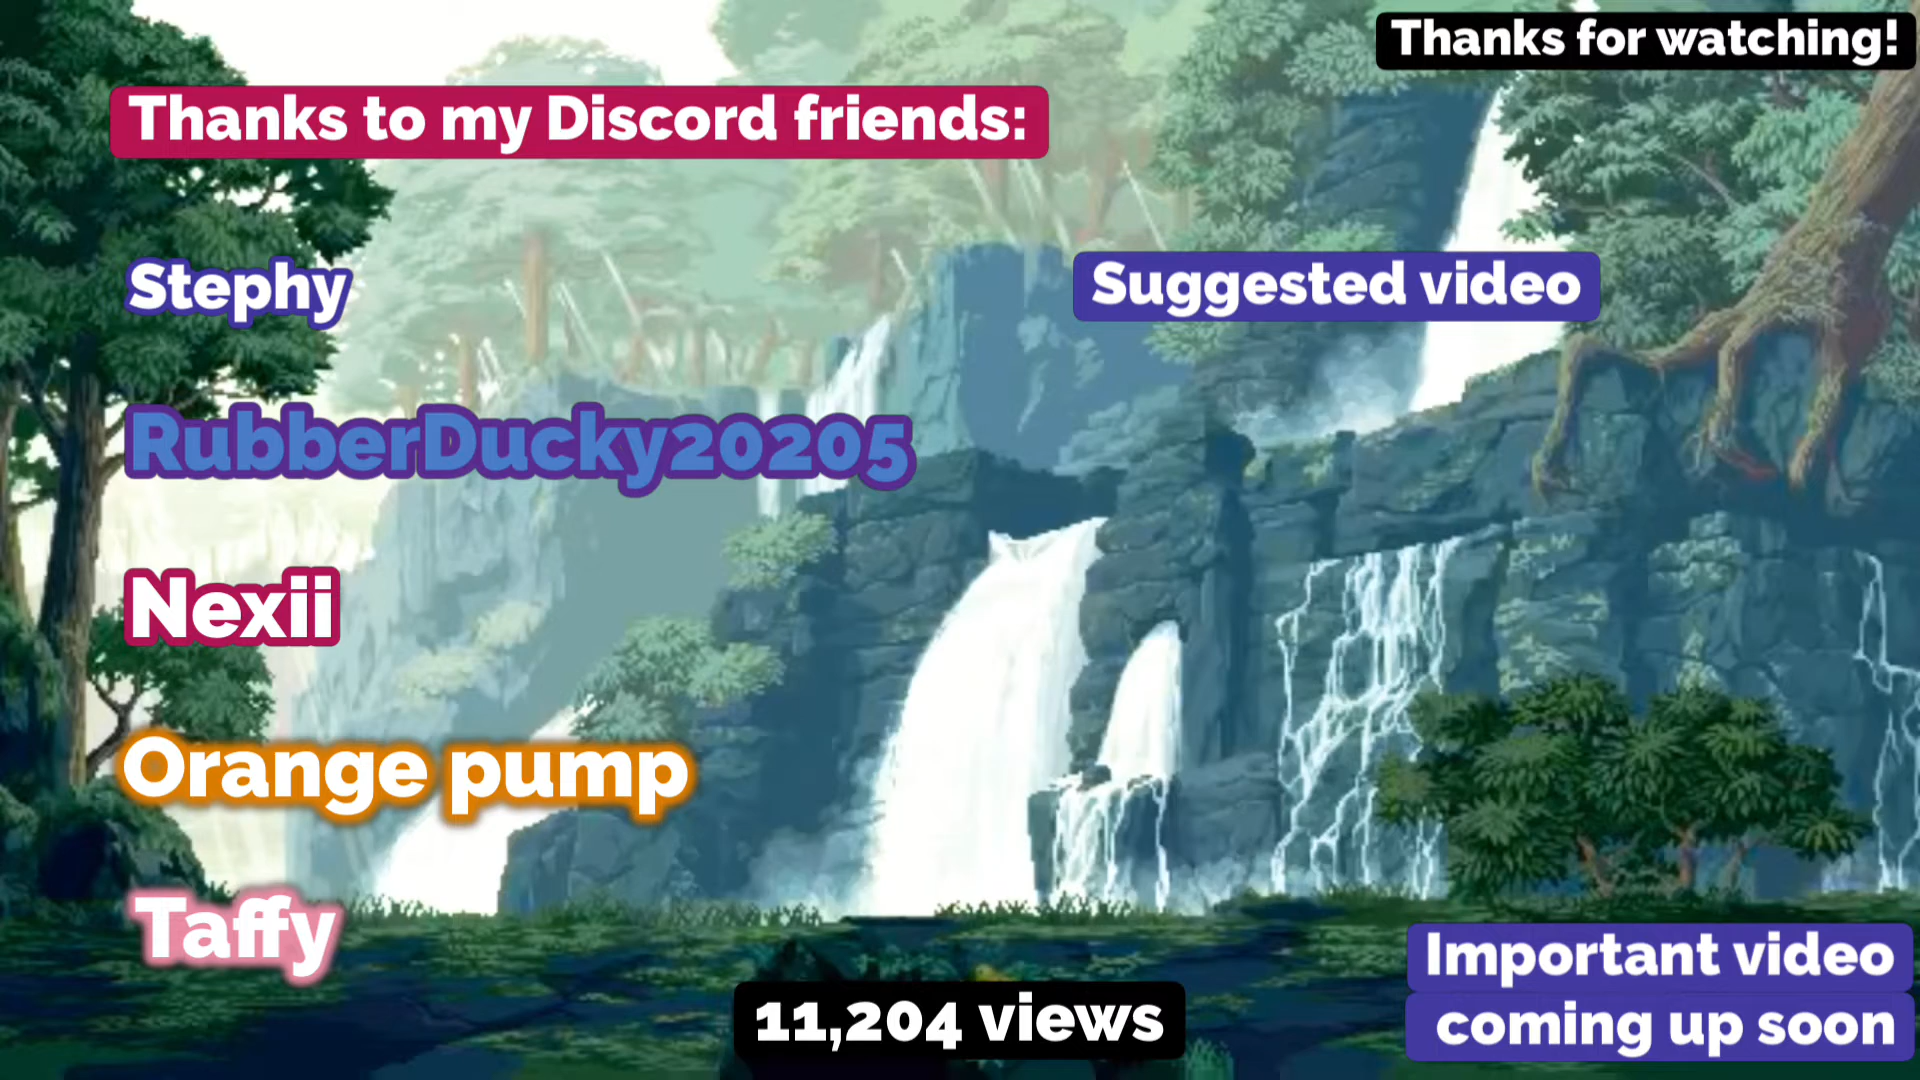 Thanks for watching!
Thanks to my Discord friends:
Stephy
Suggested video
RubberDucky20205
Nexii
Orange pump
Taffy
Important video
coming up soon
11,204 views